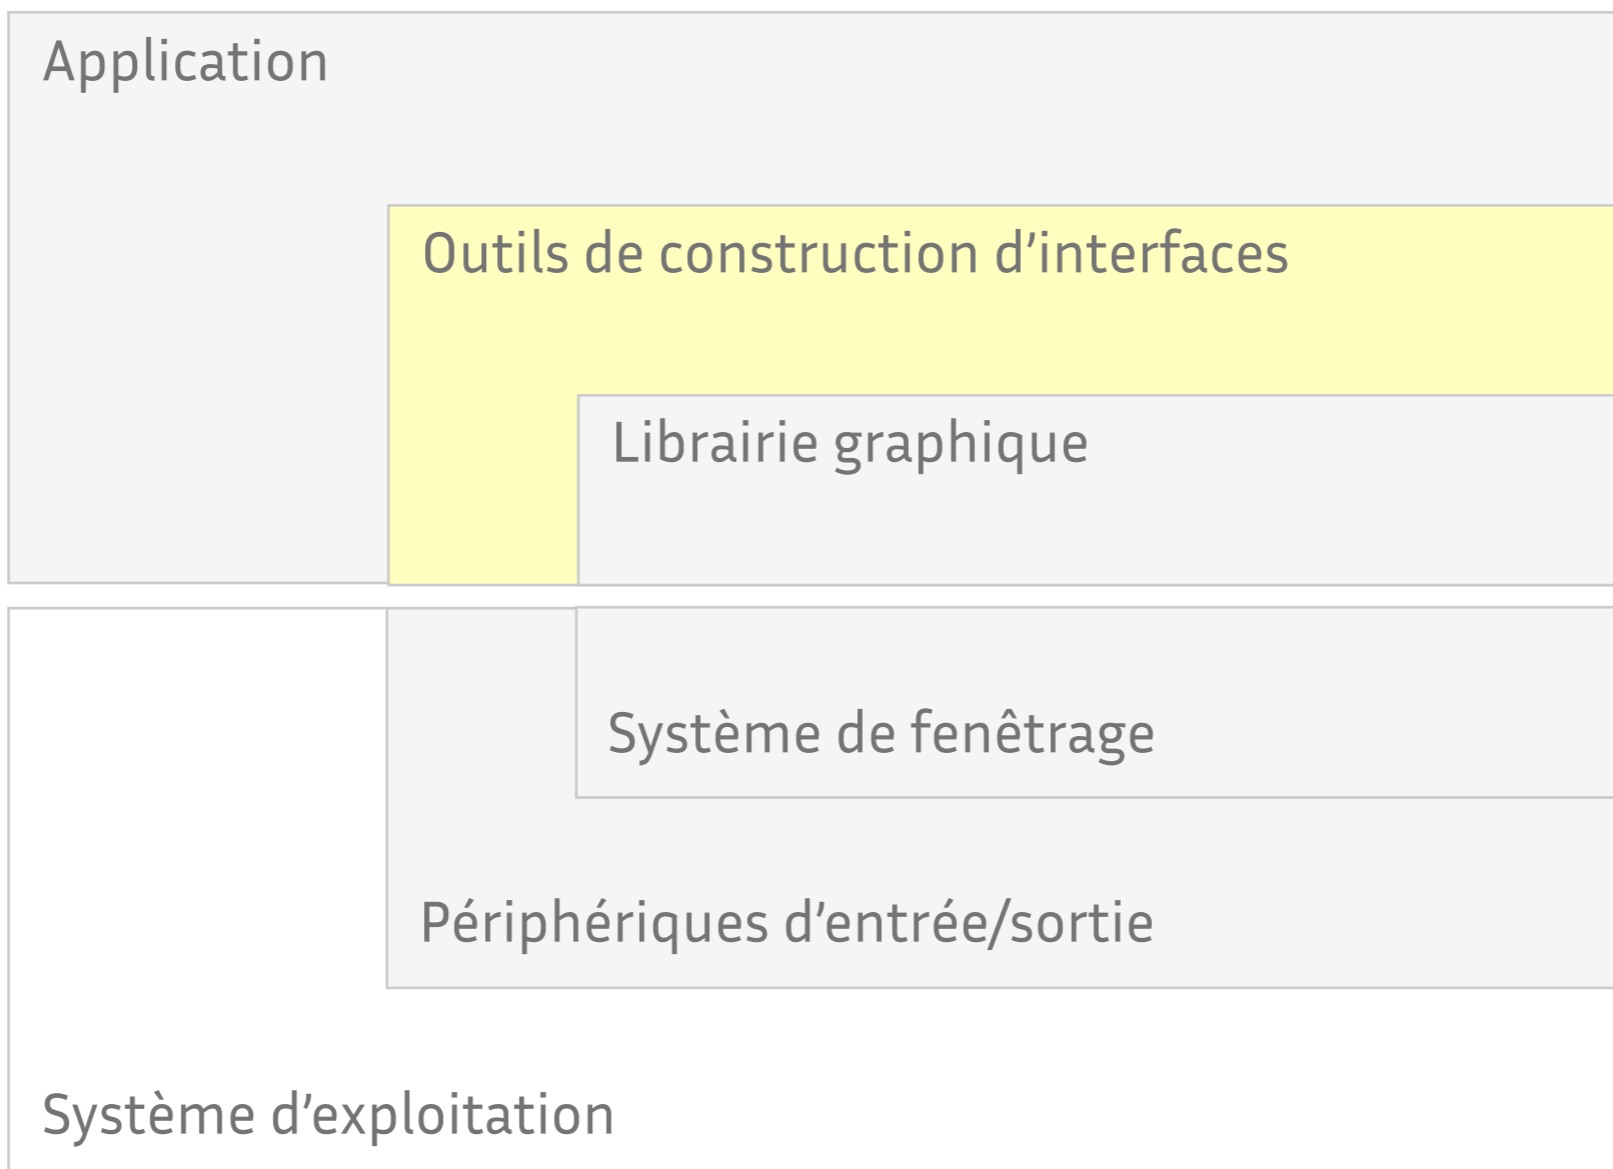 Application
Outils de construction d’interfaces
Librairie graphique
Système de fenêtrage
Périphériques d’entrée/sortie
Système d’exploitation